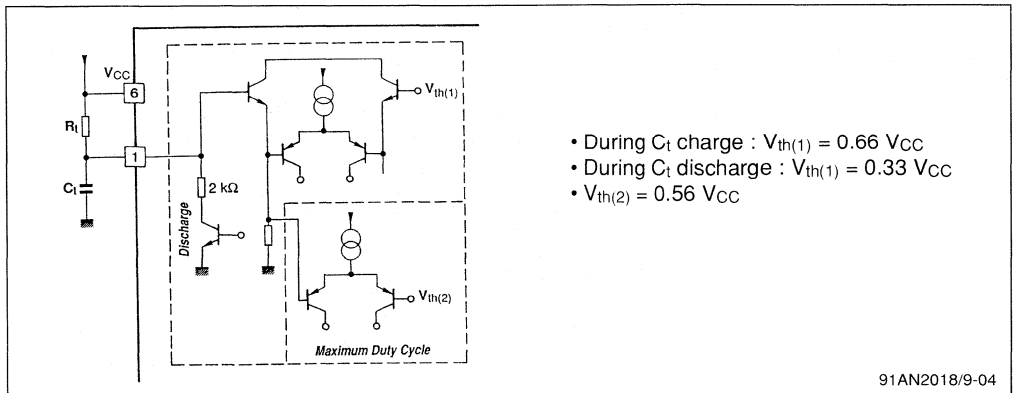 VCC
6
Rt
1
Ct
2 kΩ
Discharge
Vth(1)
Vth(2)
Maximum Duty Cycle
• During Ct charge : Vth(1) = 0.66 VCC
• During Ct discharge : Vth(1) = 0.33 VCC
• Vth(2) = 0.56 VCC
91AN2018/9-04